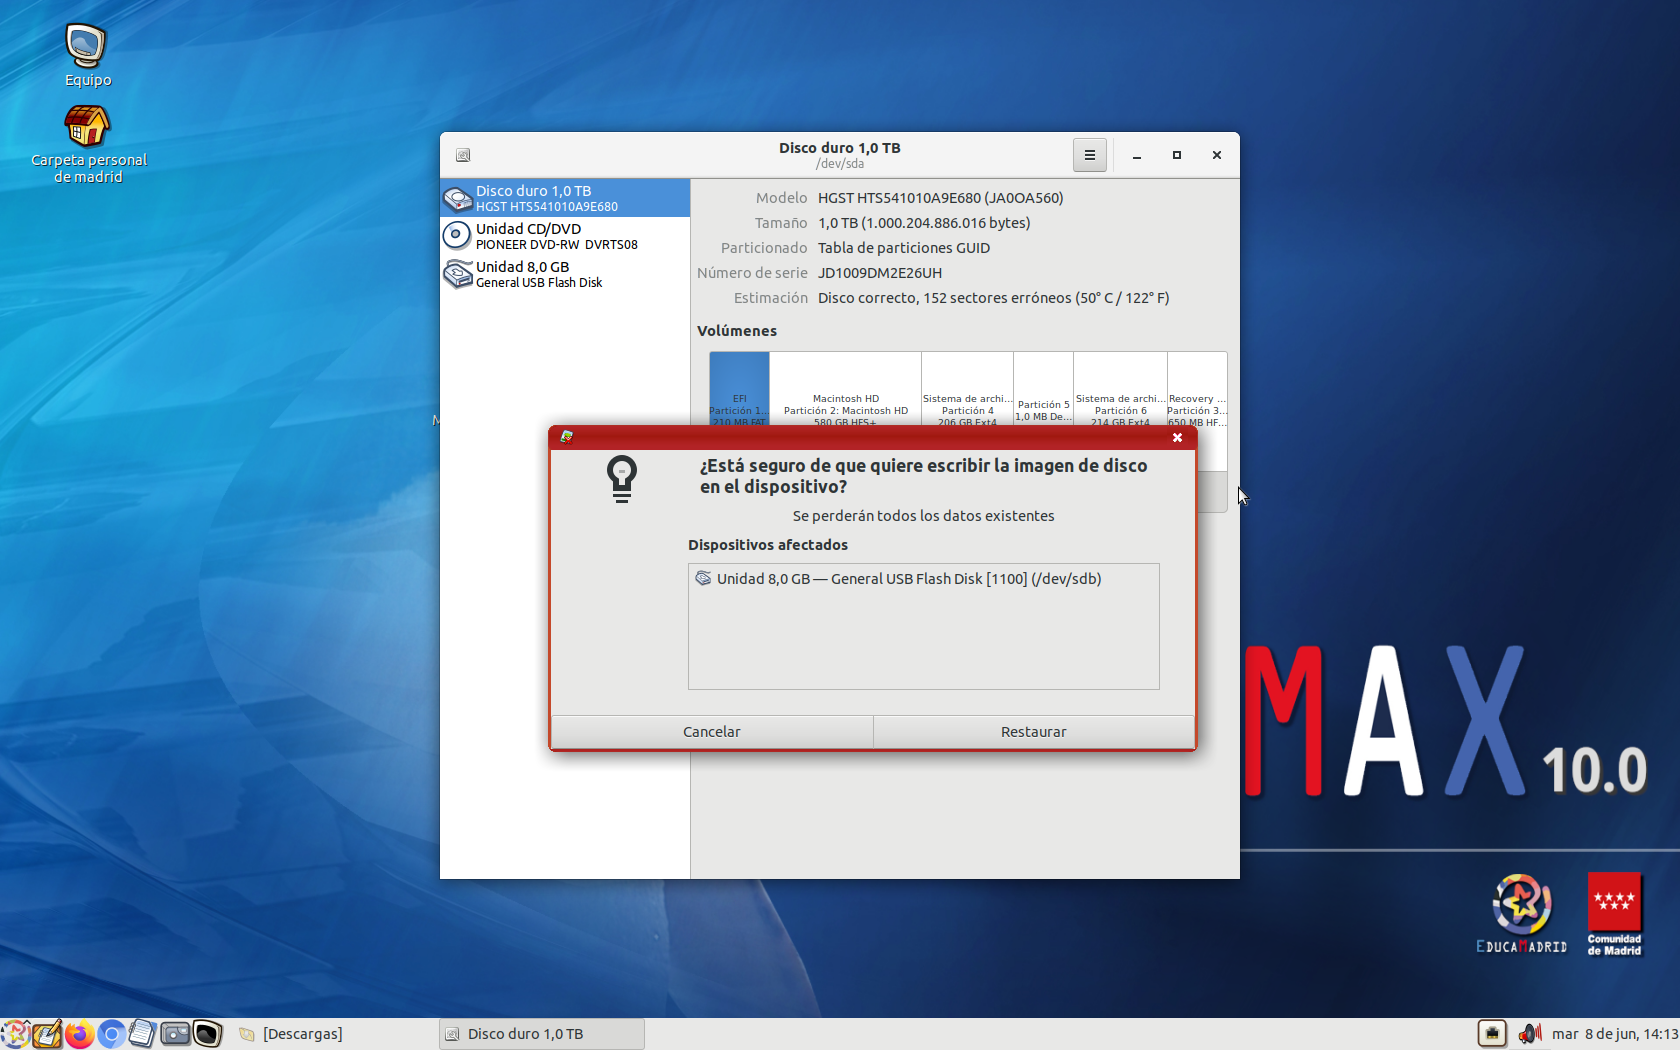 Equipo
Carpeta personal
de madrid
Disco duro 1,0 TB
/dev/sda
Disco duro 1,0 TB
HGST HTS541010A9E680
Unidad CD/DVD
PIONEER DVD-RW  DVRTS08
Unidad 8,0 GB
General USB Flash Disk
Modelo HGST HTS541010A9E680 (JA0OA560)
Tamaño 1,0 TB (1.000.204.886.016 bytes)
Particionado Tabla de particiones GUID
Número de serie JD1009DM2E26UH
Estimación Disco correcto, 152 sectores erróneos (50° C / 122° F)
Volúmenes
EFI
Partición 1...
210 MB FAT
Macintosh HD
Partición 2: Macintosh HD
580 GB HFS+
Sistema de archi...
Partición 4
206 GB Ext4
Partición 5
1,0 MB De...
Sistema de archi...
Partición 6
214 GB Ext4
Recovery ...
Partición 3...
650 MB HF...
M
¿Está seguro de que quiere escribir la imagen de disco
en el dispositivo?
Se perderán todos los datos existentes
Dispositivos afectados
Unidad 8,0 GB — General USB Flash Disk [1100] (/dev/sdb)
Cancelar
Restaurar
MAX 10.0
EDUCAMADRID
Comunidad
de Madrid
[Descargas]
Disco duro 1,0 TB
mar  8 de jun, 14:13